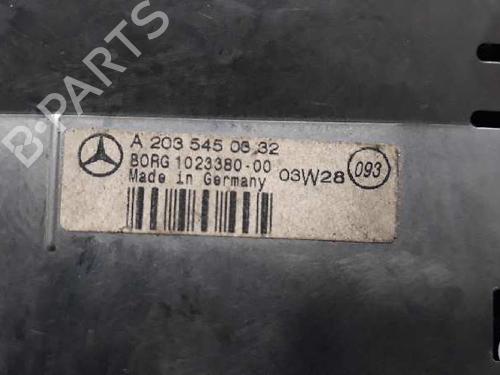 B-PARTS
A 203 545 06 32
BORG 1023380-00
Made in Germany
03W28
093